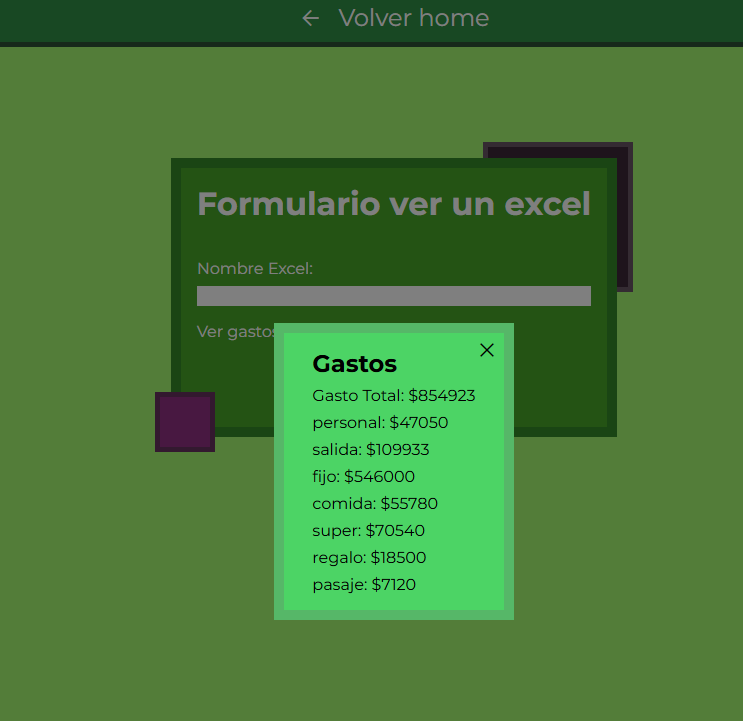 Volver home
Formulario ver un excel
Nombre Excel:
Ver gastos
Gastos
Gasto Total: $854923
personal: $47050
salida: $109933
fijo: $546000
comida: $55780
super: $70540
regalo: $18500
pasaje: $7120